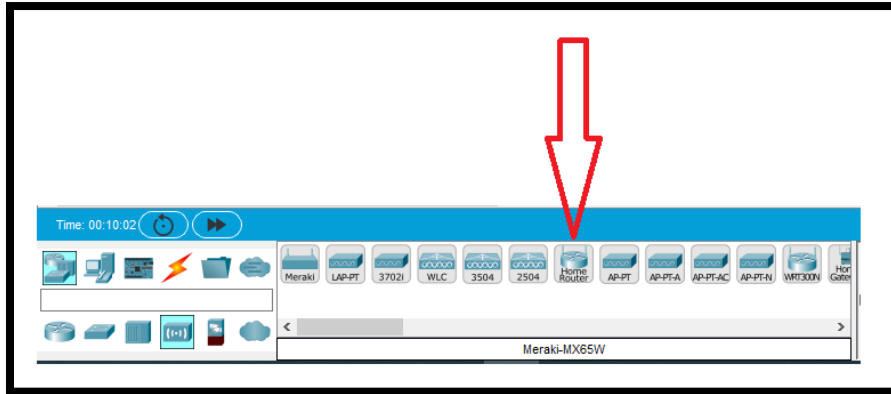 Time: 00:10:02
Meraki LAP-PT 3702i WLC 3504 2504 Home Router AP-PT AP-PT-A AP-PT-AC AP-PT-N WRT300N
Meraki-MX65W